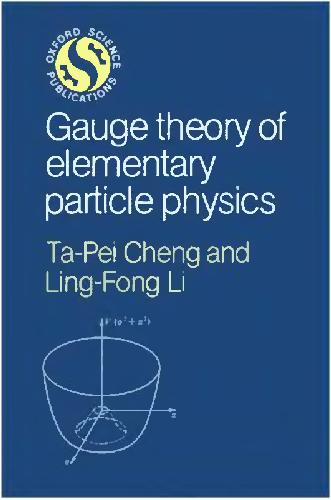 OXFORD SCIENCE
PUBLICATIONS
Gauge theory of
elementary
particle physics
Ta-Pei Cheng and
Ling-Fong Li
π
σ